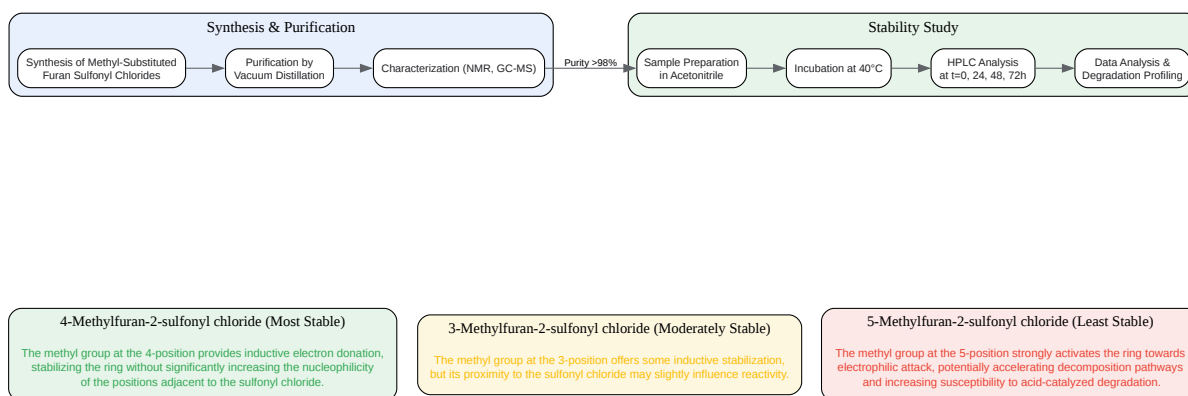 Synthesis & Purification
Synthesis of Methyl-Substituted
Furan Sulfonyl Chlorides
Purification by
Vacuum Distillation
Characterization (NMR, GC-MS)
Purity >98%
Stability Study
Sample Preparation
in Acetonitrile
Incubation at 40°C
HPLC Analysis
at t=0, 24, 48, 72h
Data Analysis &
Degradation Profiling
4-Methylfuran-2-sulfonyl chloride (Most Stable)
The methyl group at the 4-position provides inductive electron donation,
stabilizing the ring without significantly increasing the nucleophilicity
of the positions adjacent to the sulfonyl chloride.
3-Methylfuran-2-sulfonyl chloride (Moderately Stable)
The methyl group at the 3-position offers some inductive stabilization,
but its proximity to the sulfonyl chloride may slightly influence reactivity.
5-Methylfuran-2-sulfonyl chloride (Least Stable)
The methyl group at the 5-position strongly activates the ring towards
electrophilic attack, potentially accelerating decomposition pathways
and increasing susceptibility to acid-catalyzed degradation.